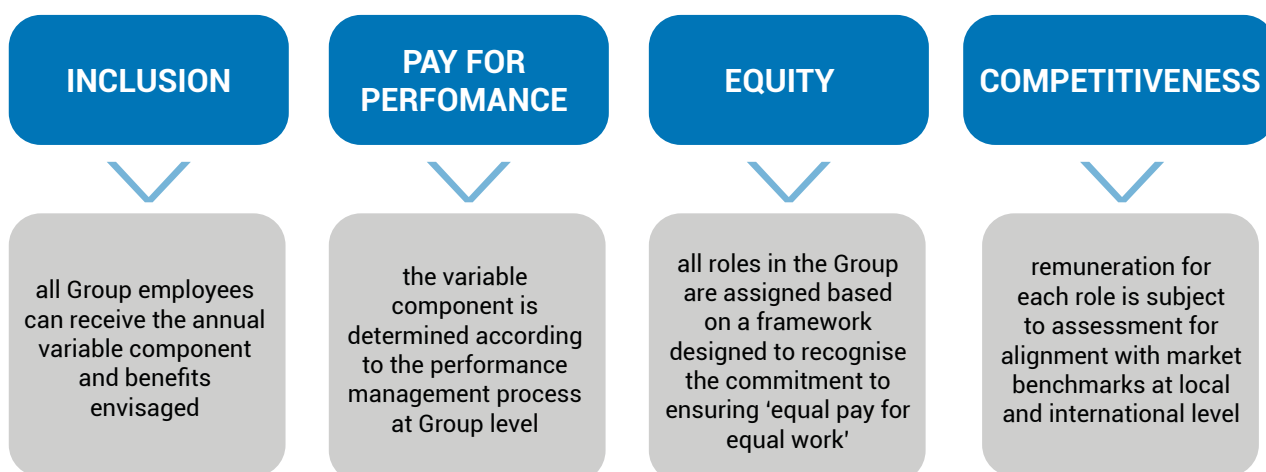 INCLUSION
all Group employees
can receive the annual
variable component
and benefits
envisaged
PAY FOR
PERFOMANCE
the variable
component is
determined according
to the performance
management process
at Group level
EQUITY
all roles in the Group
are assigned based
on a framework
designed to recognise
the commitment to
ensuring ‘equal pay for
equal work’
COMPETITIVENESS
remuneration for
each role is subject
to assessment for
alignment with market
benchmarks at local
and international level